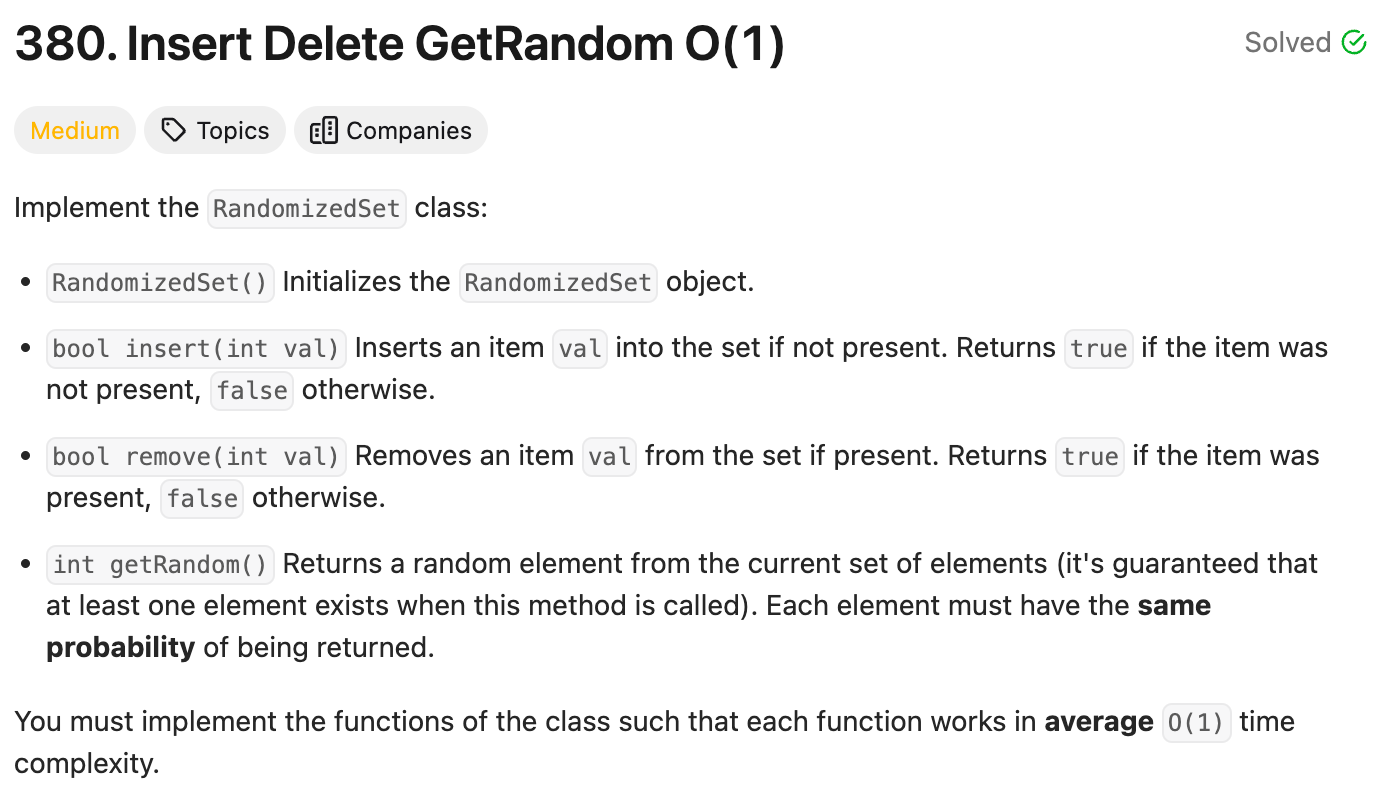 380. Insert Delete GetRandom O(1)
Solved
Medium
Topics
Companies
Implement the RandomizedSet class:
• RandomizedSet() Initializes the RandomizedSet object.
• bool insert(int val) Inserts an item val into the set if not present. Returns true if the item was
not present, false otherwise.
• bool remove(int val) Removes an item val from the set if present. Returns true if the item was
present, false otherwise.
• int getRandom() Returns a random element from the current set of elements (it's guaranteed that
at least one element exists when this method is called). Each element must have the same
probability of being returned.
You must implement the functions of the class such that each function works in average O(1) time
complexity.